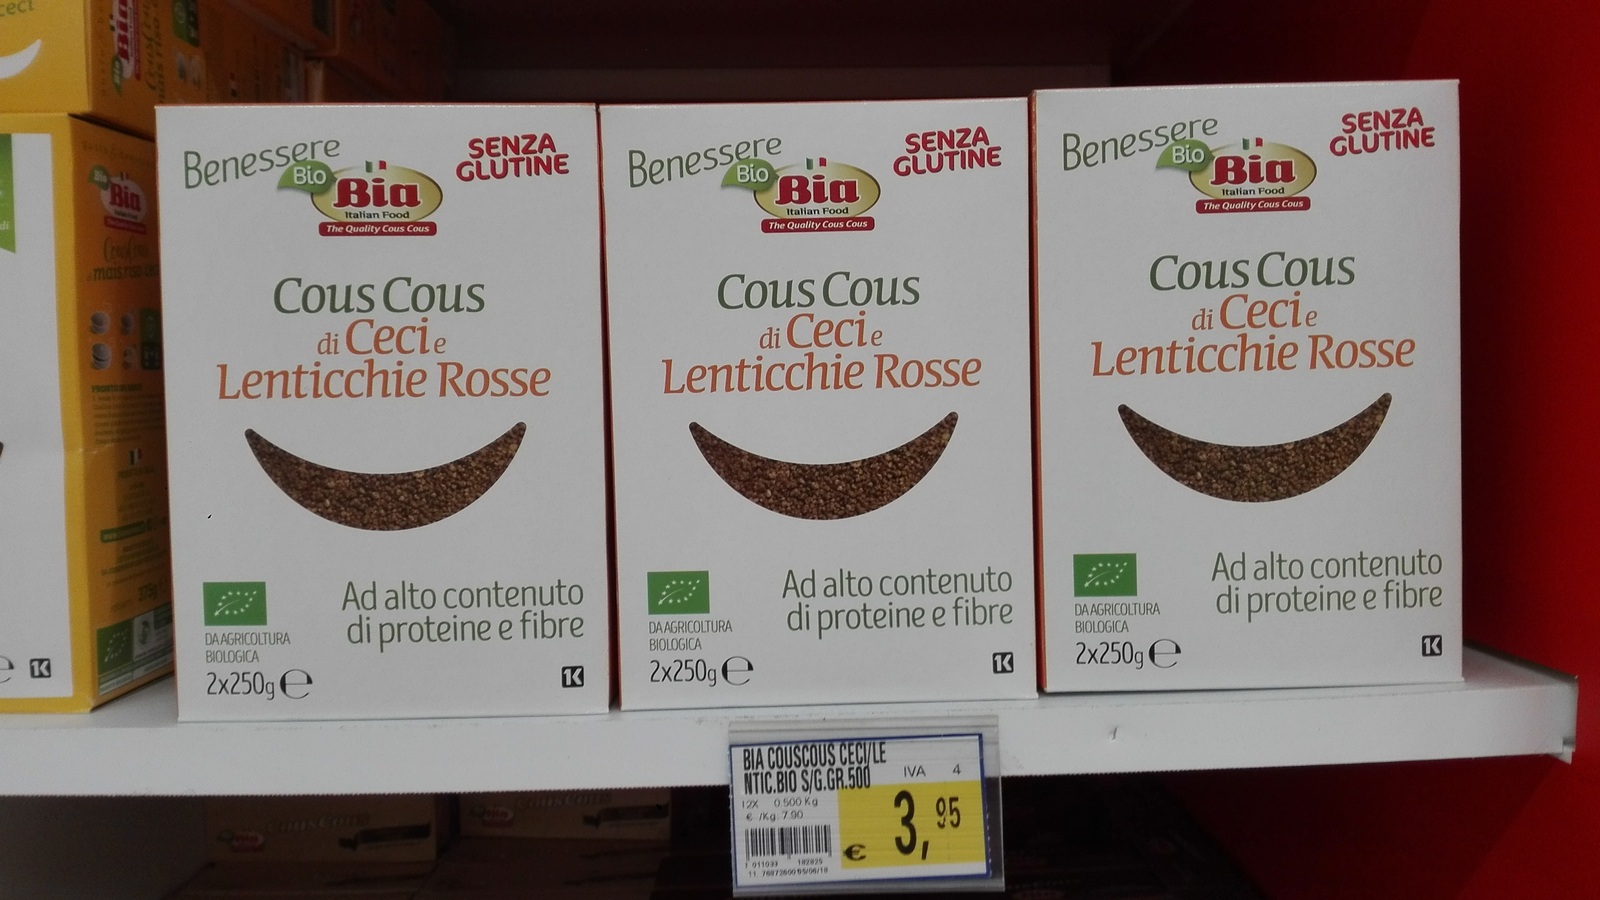 Benessere
Bio
Bia
Italian Food
The Quality Cous Cous
SENZA
GLUTINE
Cous Cous
di Ceci e
Lenticchie Rosse
DA AGRICOLTURA
BIOLOGICA
2x250g e
Ad alto contenuto
di proteine e fibre
K
Benessere
Bio
Bia
Italian Food
The Quality Cous Cous
SENZA
GLUTINE
Cous Cous
di Ceci e
Lenticchie Rosse
DA AGRICOLTURA
BIOLOGICA
2x250g e
Ad alto contenuto
di proteine e fibre
K
Benessere
Bio
Bia
Italian Food
The Quality Cous Cous
SENZA
GLUTINE
Cous Cous
di Ceci e
Lenticchie Rosse
DA AGRICOLTURA
BIOLOGICA
2x250g e
Ad alto contenuto
di proteine e fibre
K
Bio
Bia
BIA COUSCOUS CECI/LE
NTIC.BIO S/G.GR.500
IVA 4
12X 0.500 Kg
€ /Kg: 7.90
€ 3,95